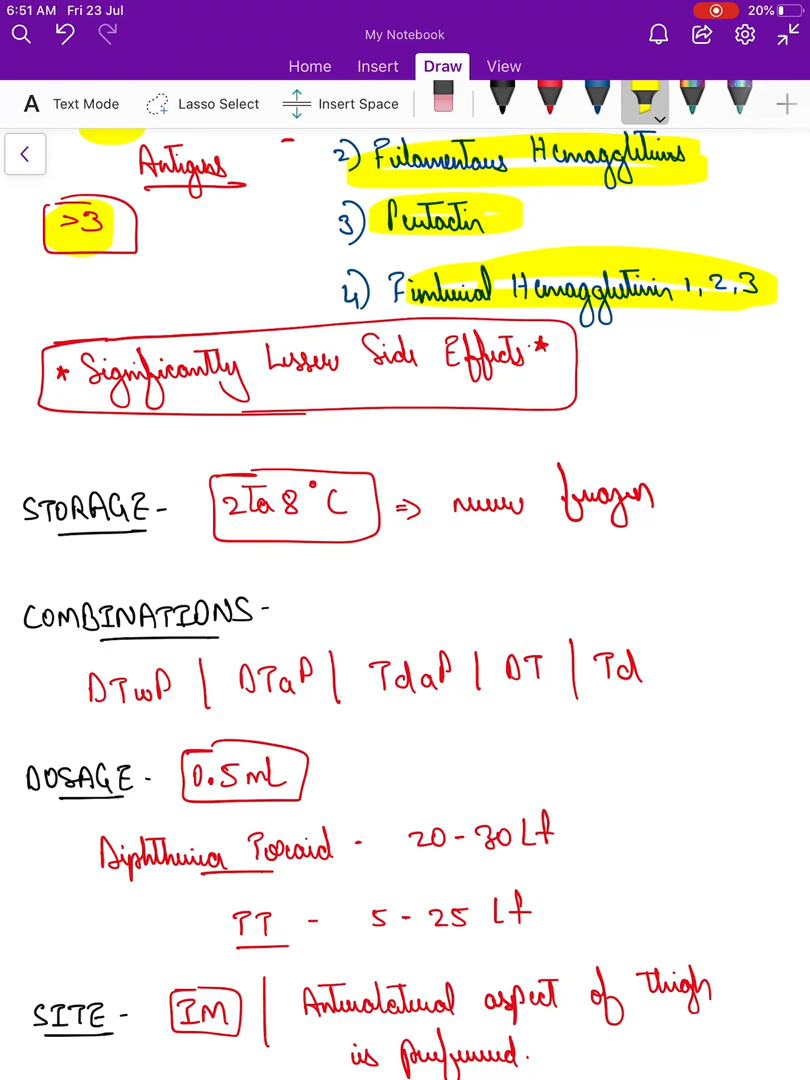 6:51 AM Fri 23 Jul 20%
My Notebook
Home Insert Draw View
A Text Mode Lasso Select Insert Space
Antigens - 2) Filamentous Hemagglutinins
>3 3) Pertactin
4) Fimbrial Hemagglutinin 1, 2, 3
* Significantly Lesser Side Effects *
STORAGE - 2 To 8°C => never frozen
COMBINATIONS -
DTwP | DTaP | TdaP | DT | Td
DOSAGE - 0.5 mL
Diphtheria Toxoid - 20 - 30 Lf
TT - 5 - 25 Lf
SITE - IM | Anterolateral aspect of thigh
is preferred.